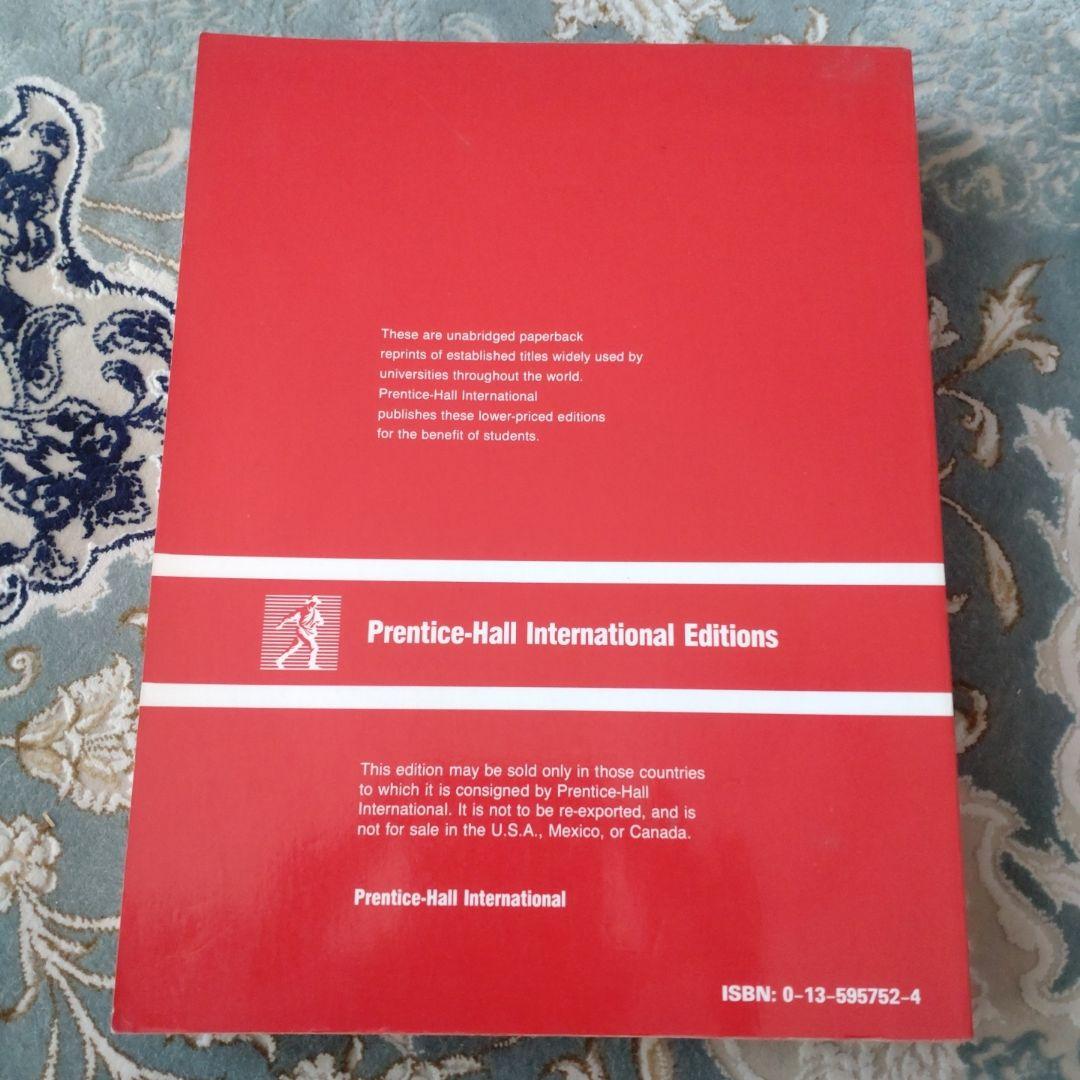 These are unabridged paperback
reprints of established titles widely used by
universities throughout the world.
Prentice-Hall International
publishes these lower-priced editions
for the benefit of students.
Prentice-Hall International Editions
This edition may be sold only in those countries
to which it is consigned by Prentice-Hall
International. It is not to be re-exported, and is
not for sale in the U.S.A., Mexico, or Canada.
Prentice-Hall International
ISBN: 0-13-595752-4